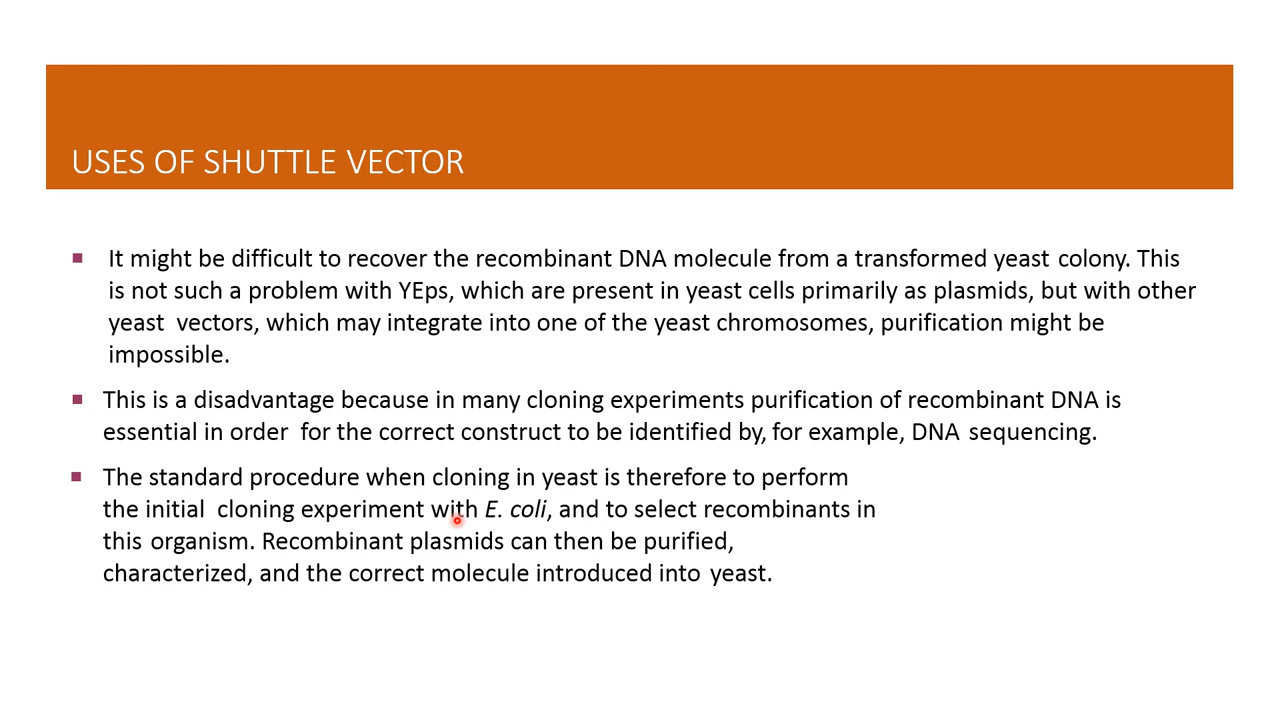 USES OF SHUTTLE VECTOR
It might be difficult to recover the recombinant DNA molecule from a transformed yeast colony. This
is not such a problem with YEps, which are present in yeast cells primarily as plasmids, but with other
yeast vectors, which may integrate into one of the yeast chromosomes, purification might be
impossible.
This is a disadvantage because in many cloning experiments purification of recombinant DNA is
essential in order for the correct construct to be identified by, for example, DNA sequencing.
The standard procedure when cloning in yeast is therefore to perform
the initial cloning experiment with E. coli, and to select recombinants in
this organism. Recombinant plasmids can then be purified,
characterized, and the correct molecule introduced into yeast.